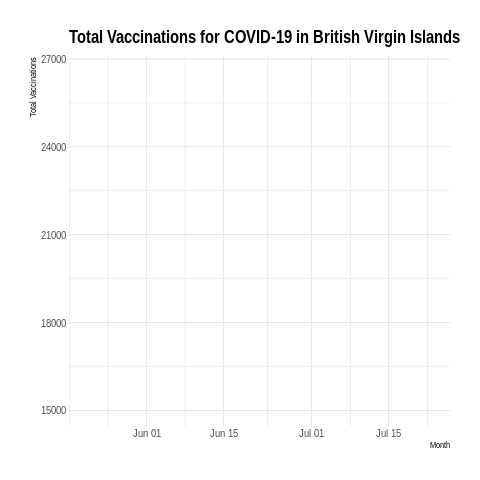 Total Vaccinations for COVID-19 in British Virgin Islands
Total Vaccinations
27000
24000
21000
18000
15000
Jun 01 Jun 15 Jul 01 Jul 15
Month